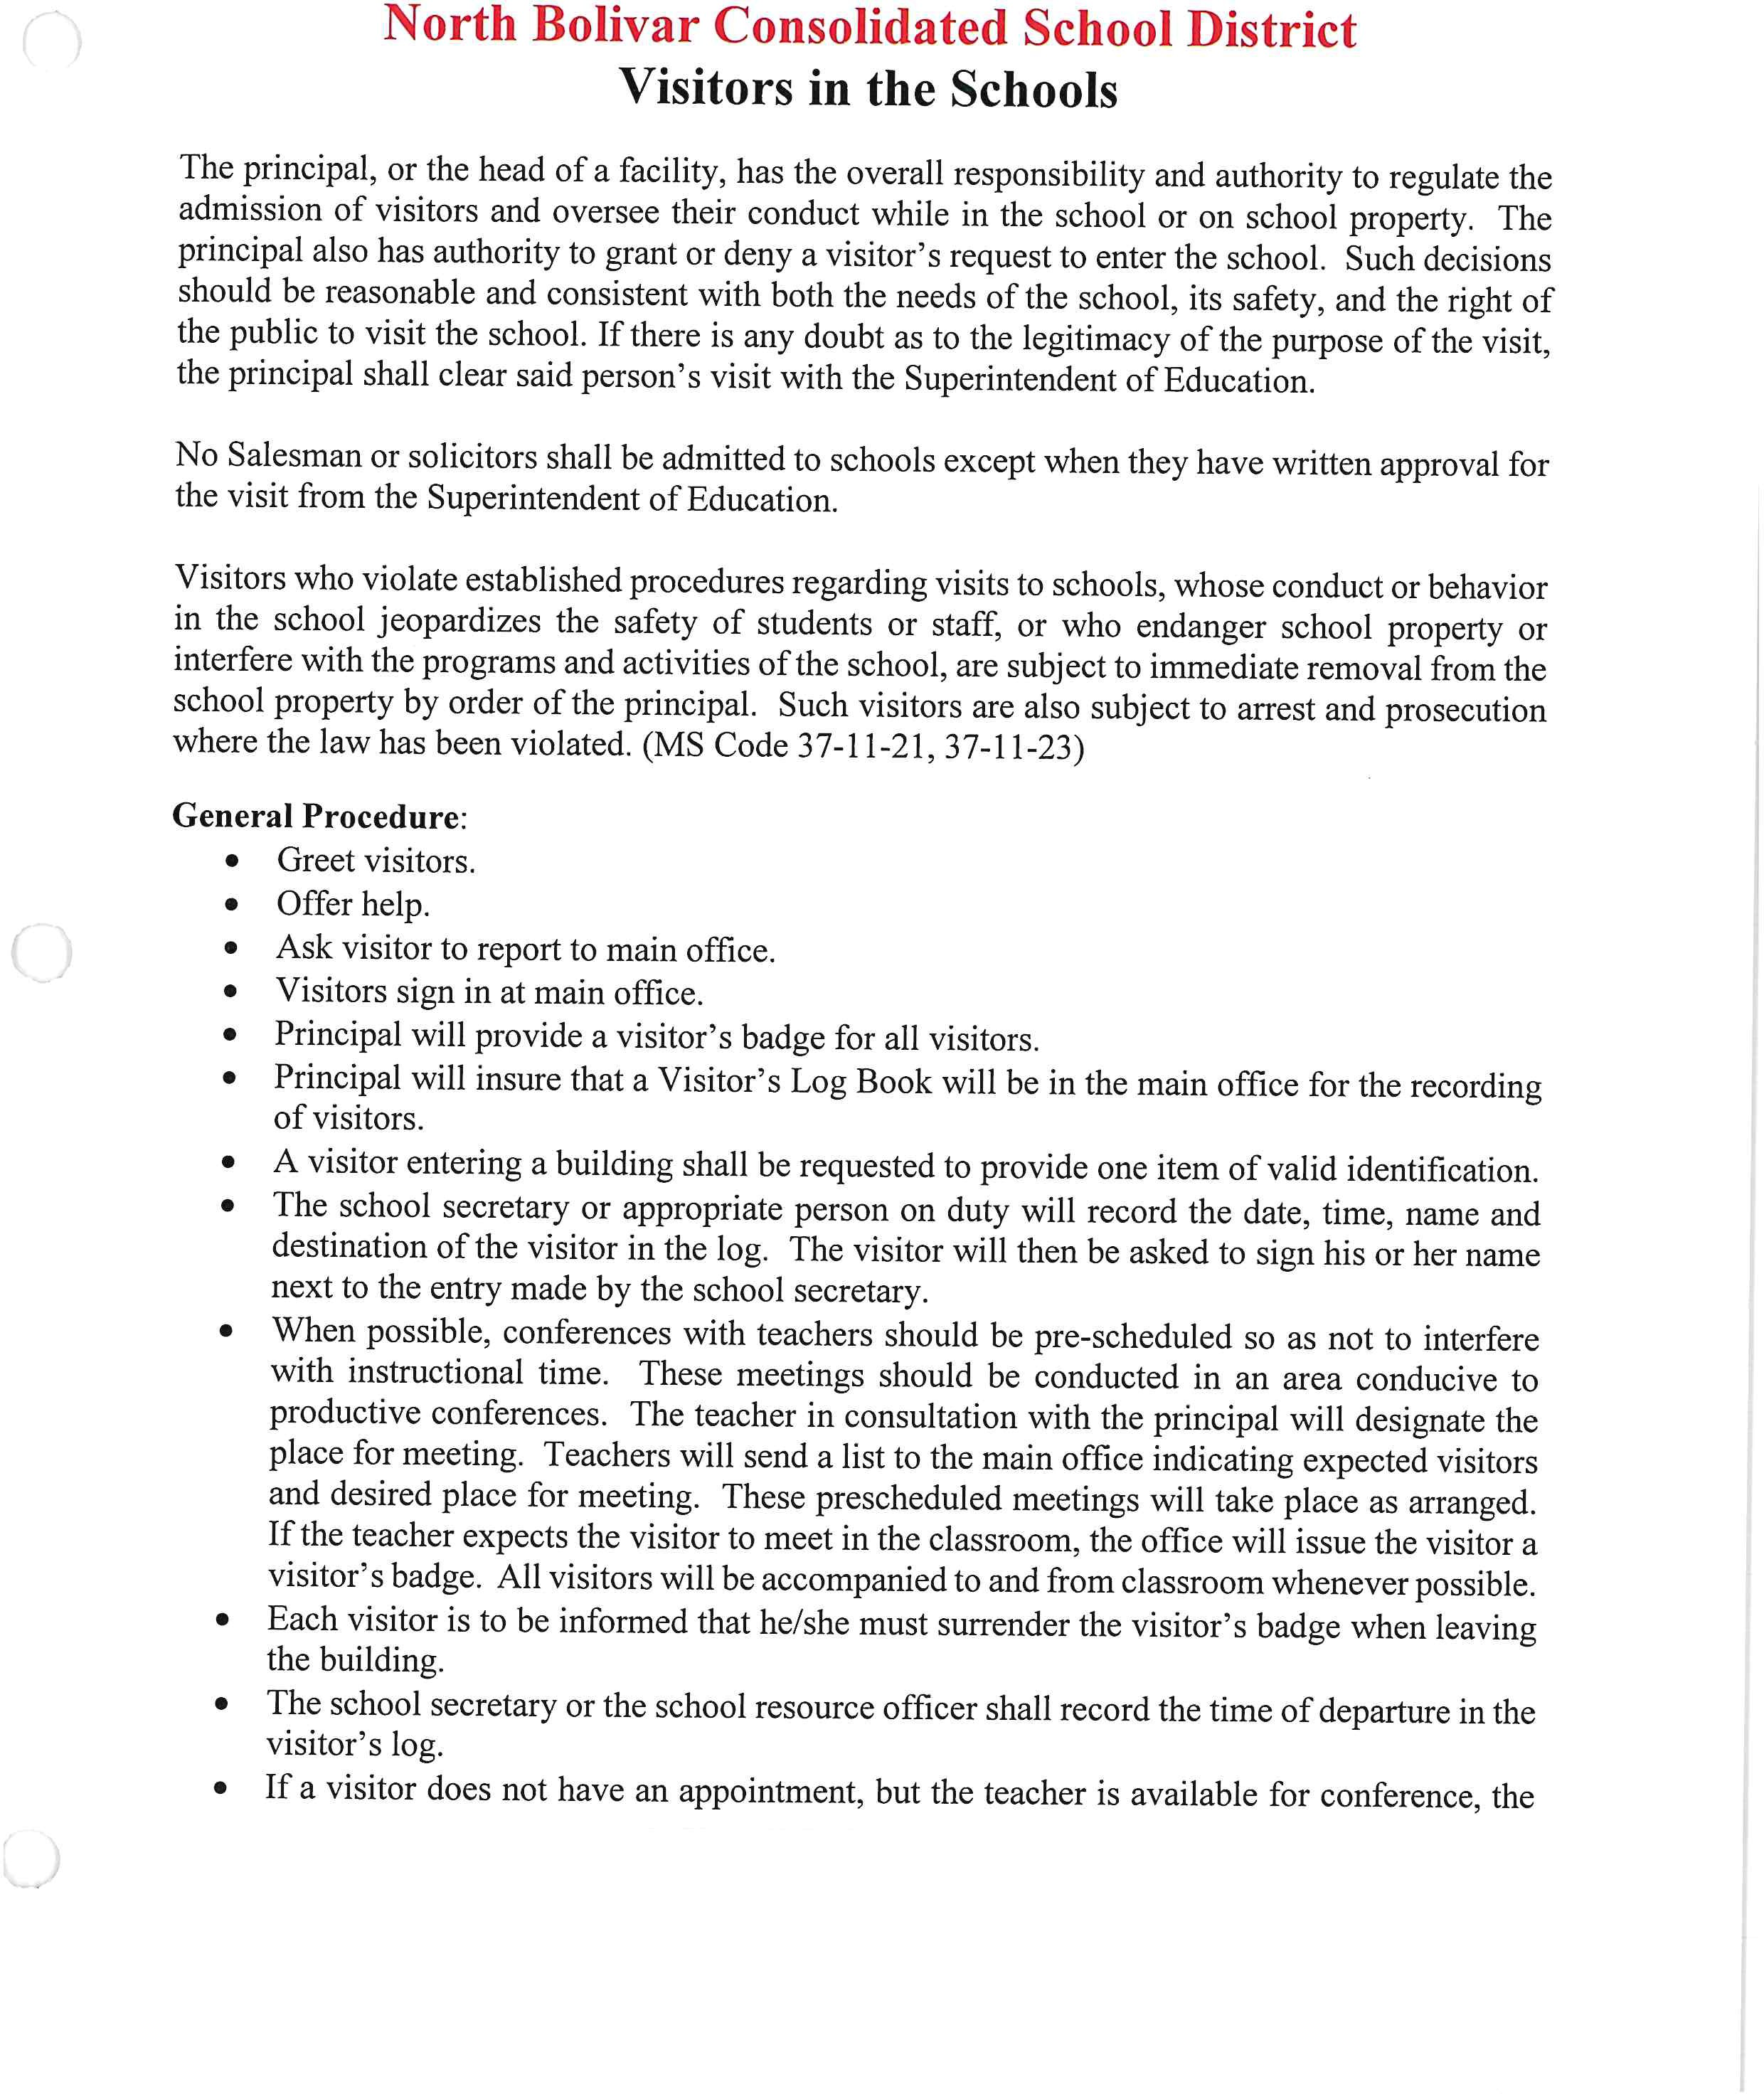 North Bolivar Consolidated School District
Visitors in the Schools
The principal, or the head of a facility, has the overall responsibility and authority to regulate the
admission of visitors and oversee their conduct while in the school or on school property. The
principal also has authority to grant or deny a visitor's request to enter the school. Such decisions
should be reasonable and consistent with both the needs of the school, its safety, and the right of
the public to visit the school. If there is any doubt as to the legitimacy of the purpose of the visit,
the principal shall clear said person's visit with the Superintendent of Education.
No Salesman or solicitors shall be admitted to schools except when they have written approval for
the visit from the Superintendent of Education.
Visitors who violate established procedures regarding visits to schools, whose conduct or behavior
in the school jeopardizes the safety of students or staff, or who endanger school property or
interfere with the programs and activities of the school, are subject to immediate removal from the
school property by order of the principal. Such visitors are also subject to arrest and prosecution
where the law has been violated. (MS Code 37-11-21, 37-11-23)
General Procedure:
• Greet visitors.
• Offer help.
• Ask visitor to report to main office.
• Visitors sign in at main office.
• Principal will provide a visitor's badge for all visitors.
• Principal will insure that a Visitor's Log Book will be in the main office for the recording
of visitors.
• A visitor entering a building shall be requested to provide one item of valid identification.
• The school secretary or appropriate person on duty will record the date, time, name and
destination of the visitor in the log. The visitor will then be asked to sign his or her name
next to the entry made by the school secretary.
• When possible, conferences with teachers should be pre-scheduled so as not to interfere
with instructional time. These meetings should be conducted in an area conducive to
productive conferences. The teacher in consultation with the principal will designate the
place for meeting. Teachers will send a list to the main office indicating expected visitors
and desired place for meeting. These prescheduled meetings will take place as arranged.
If the teacher expects the visitor to meet in the classroom, the office will issue the visitor a
visitor's badge. All visitors will be accompanied to and from classroom whenever possible.
• Each visitor is to be informed that he/she must surrender the visitor's badge when leaving
the building.
• The school secretary or the school resource officer shall record the time of departure in the
visitor's log.
• If a visitor does not have an appointment, but the teacher is available for conference, the